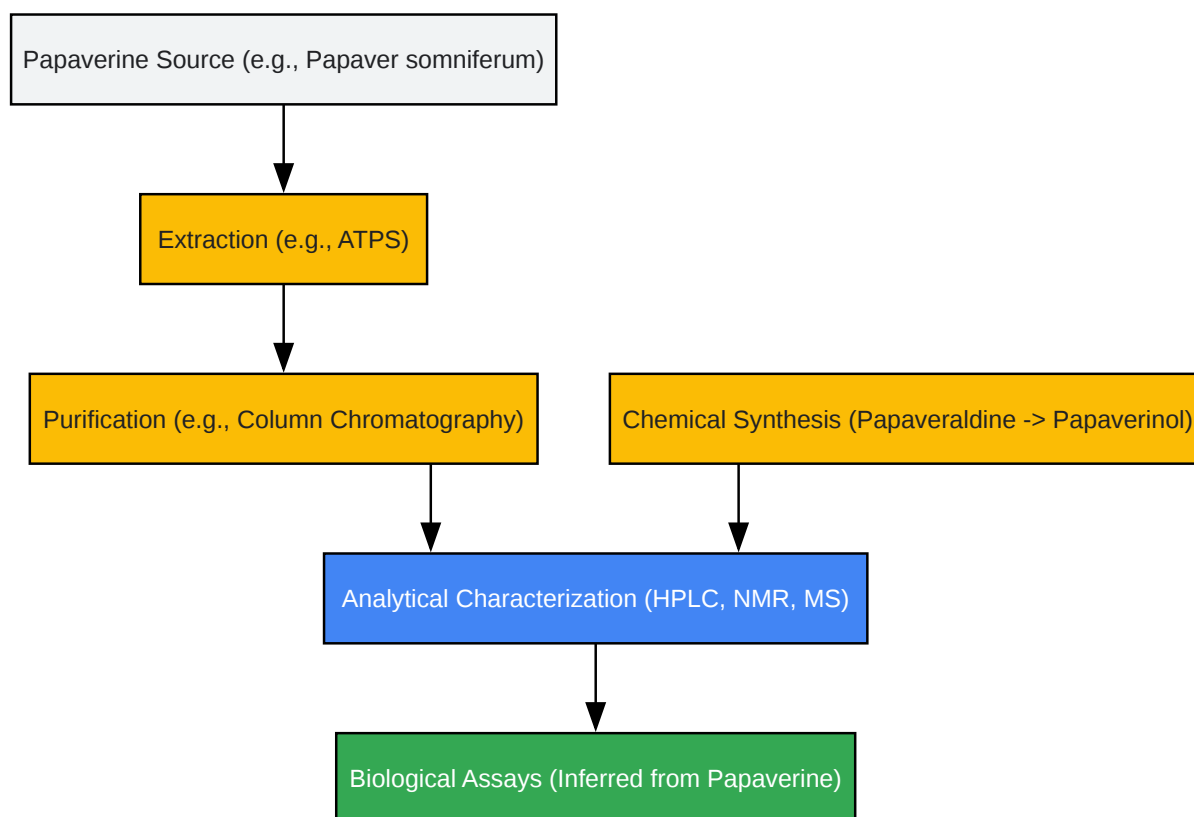 Papaverine Source (e.g., Papaver somniferum)
Extraction (e.g., ATPS)
Purification (e.g., Column Chromatography)
Chemical Synthesis (Papaveraldine -> Papaverinol)
Analytical Characterization (HPLC, NMR, MS)
Biological Assays (Inferred from Papaverine)